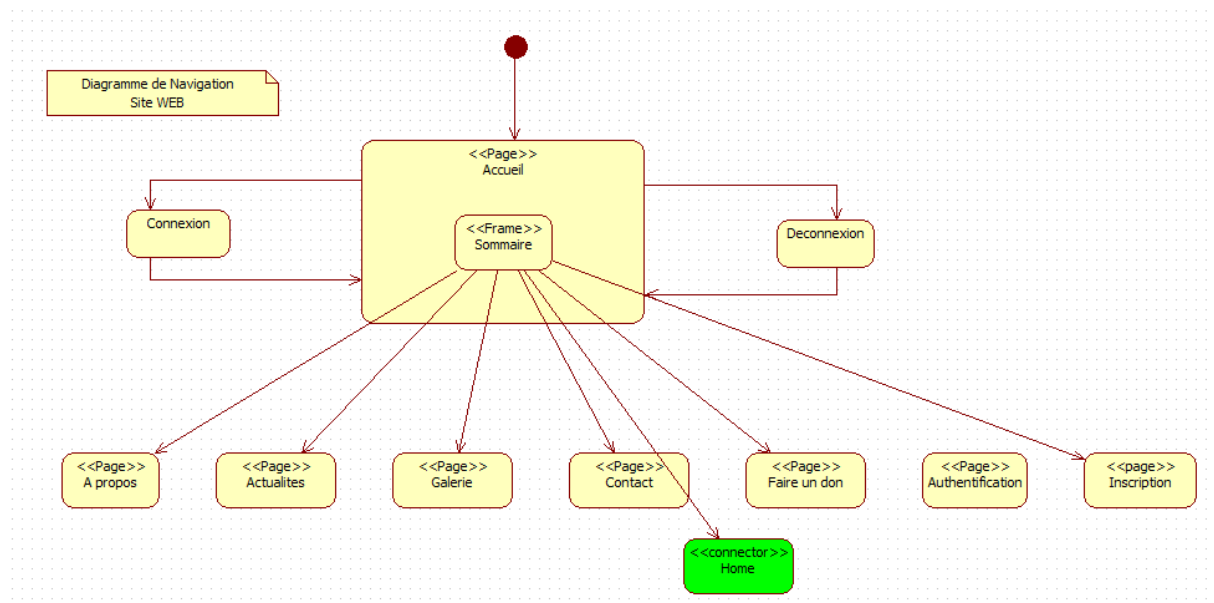 Diagramme de Navigation
Site WEB
<<Page>>
Accueil
Connexion
<<Frame>>
Sommaire
Deconnexion
<<Page>>
A propos
<<Page>>
Actualites
<<Page>>
Galerie
<<Page>>
Contact
<<Page>>
Faire un don
<<Page>>
Authentification
<<page>>
Inscription
<<connector>>
Home